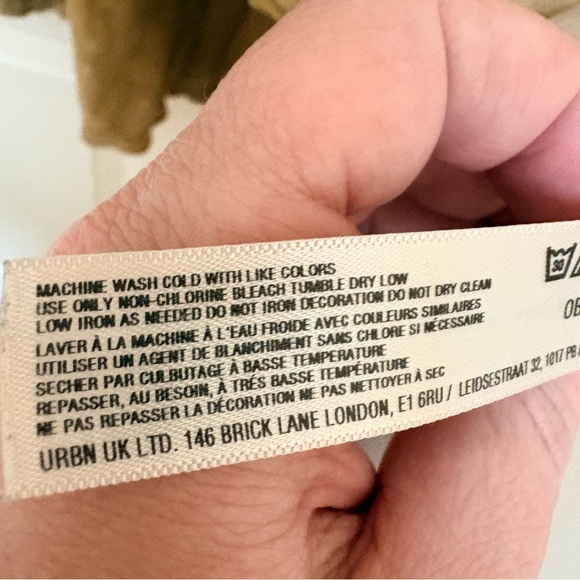 MACHINE WASH COLD WITH LIKE COLORS
USE ONLY NON-CHLORINE BLEACH TUMBLE DRY LOW
LOW IRON AS NEEDED DO NOT IRON DECORATION DO NOT DRY CLEAN
LAVER À LA MACHINE À L'EAU FROIDE AVEC COULEURS SIMILAIRES
UTILISER UN AGENT DE BLANCHIMENT SANS CHLORE SI NÉCESSAIRE
SECHER PAR CULBUTAGE À BASSE TEMPERATURE
REPASSER, AU BESOIN, À TRÈS BASSE TEMPÉRATURE
NE PAS REPASSER LA DÉCORATION NE PAS NETTOYER À SEC
URBN UK LTD. 146 BRICK LANE LONDON, E1 6RU / LEIDSESTRAAT 32, 1017 PB
30
OB